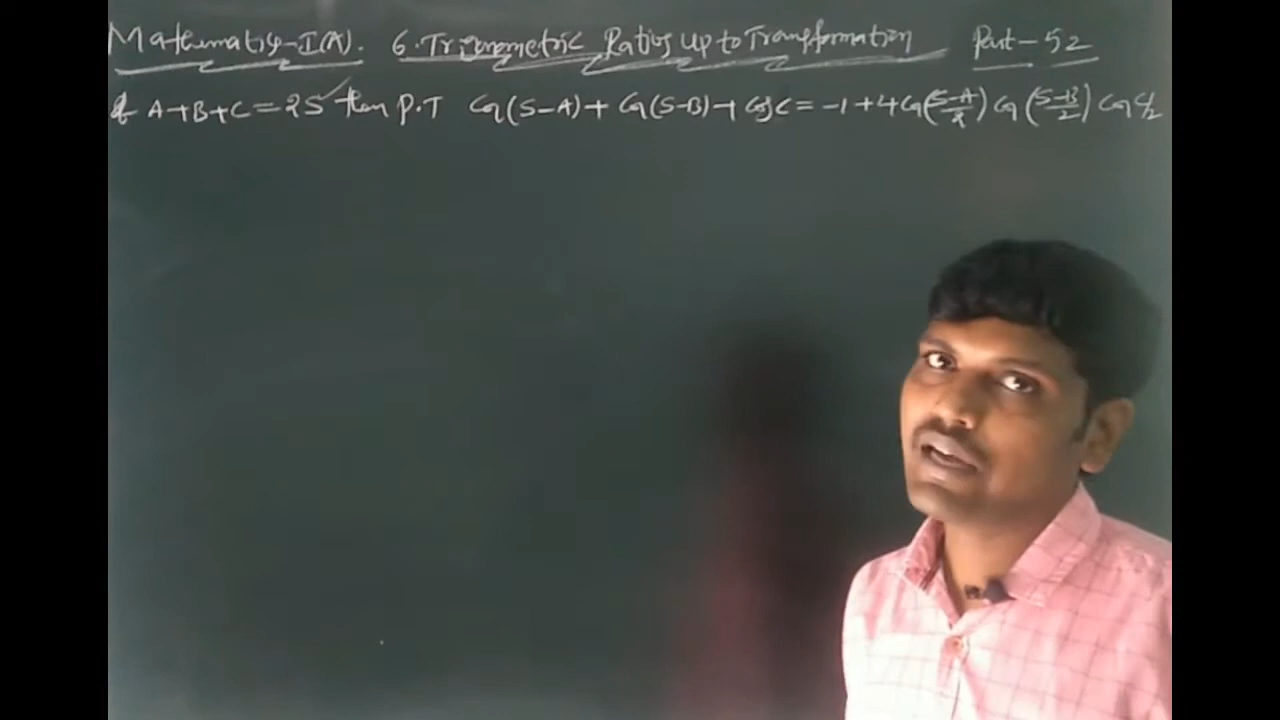 Mathematics-I(A). 6. Trigonometric Ratios Up to Transformation Part-52
If A+B+C=2S then P.T Cos(S-A)+Cos(S-B)+CosC=-1+4Cos((S-A)/2)Cos((S-B)/2)Cos C/2